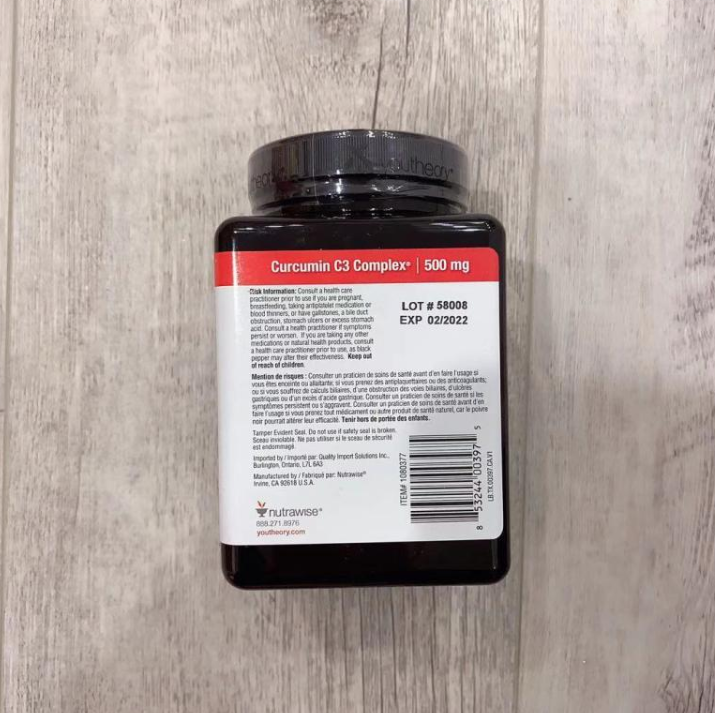 youtheory®
Curcumin C3 Complex® | 500 mg
Risk Information: Consult a health care
practitioner prior to use if you are pregnant,
breastfeeding, taking antiplatelet medication or
blood thinners, or have gallstones, a bile duct
obstruction, stomach ulcers or excess stomach
acid. Consult a health practitioner if symptoms
persist or worsen. If you are taking any other
medications or natural health products, consult
a health care practitioner prior to use, as black
pepper may alter their effectiveness. Keep out
of reach of children.
LOT # 58008
EXP 02/2022
Mention de risques : Consulter un praticien de soins de santé avant d'en faire l'usage si
vous êtes enceinte ou allaitante; si vous prenez des antiplaquettaires ou des anticoagulants;
ou si vous souffrez de calculs biliaires, d'une obstruction des voies biliaires, d'ulcères
gastriques ou d'un excès d'acide gastrique. Consulter un praticien de soins de santé si les
symptômes persistent ou s'aggravent. Consulter un praticien de soins de santé avant d'en
faire l'usage si vous prenez tout médicament ou autre produit de santé naturel, car le poivre
noir pourrait altérer leur efficacité. Tenir hors de portée des enfants.
Tamper Evident Seal. Do not use if safety seal is broken.
Sceau inviolable. Ne pas utiliser si le sceau de sécurité
est endommagé.
Imported by / Importé par: Quality Import Solutions Inc.,
Burlington, Ontario, L7L 6A3
Manufactured by / Fabriqué par: Nutrawise®
Irvine, CA 92618 U.S.A.
nutrawise®
888.271.8976
youtheory.com
ITEM# 1080377
8 53244 00397 5
LB.TX.00397.CA.V1